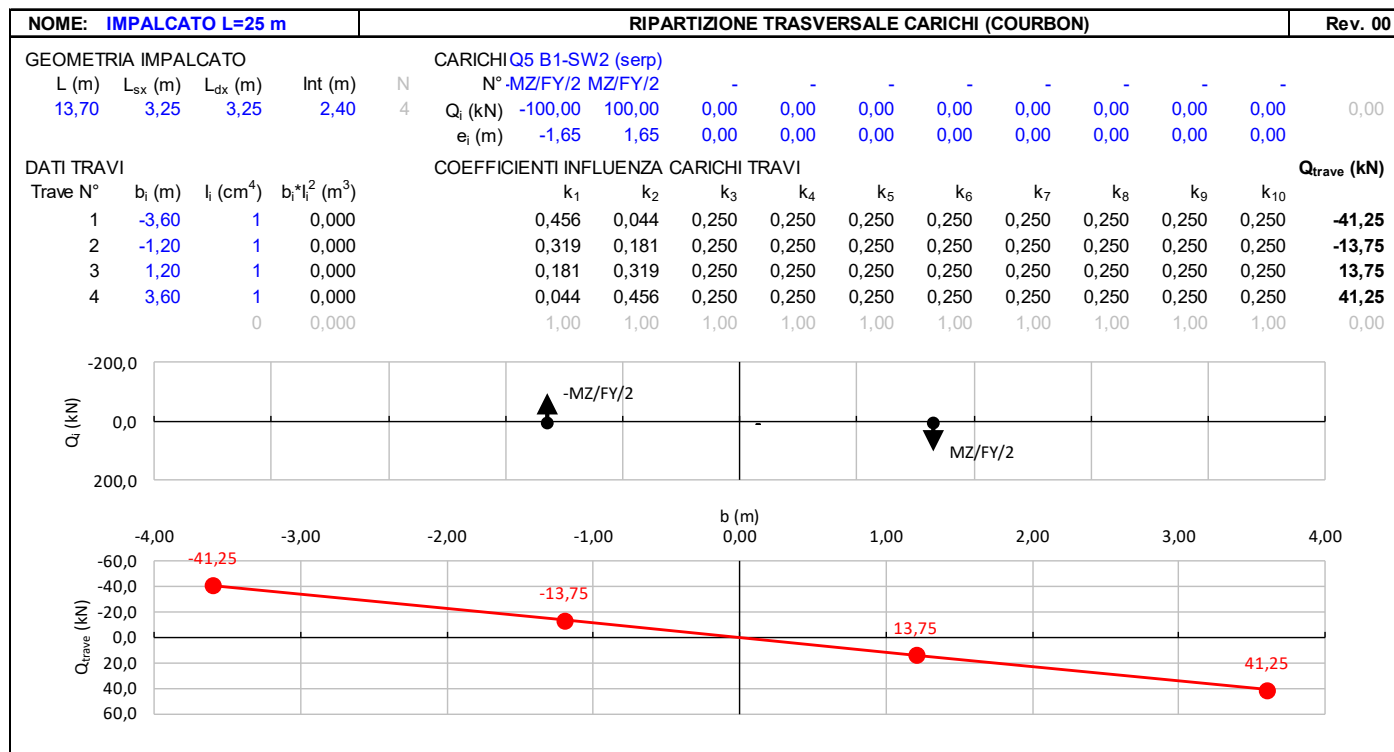 NOME: IMPALCATO L=25 m RIPARTIZIONE TRASVERSALE CARICHI (COURBON) Rev. 00
GEOMETRIA IMPALCATO CARICHI Q5 B1-SW2 (serp)
L (m) Lsx (m) Ldx (m) Int (m) N N° -MZ/FY/2 MZ/FY/2 - - - - - - - -
13,70 3,25 3,25 2,40 4 Qi (kN) -100,00 100,00 0,00 0,00 0,00 0,00 0,00 0,00 0,00 0,00 0,00
ei (m) -1,65 1,65 0,00 0,00 0,00 0,00 0,00 0,00 0,00 0,00
DATI TRAVI COEFFICIENTI INFLUENZA CARICHI TRAVI Qtrave (kN)
Trave N° bi (m) Ii (cm4) bi*Ii2 (m3) k1 k2 k3 k4 k5 k6 k7 k8 k9 k10
1 -3,60 1 0,000 0,456 0,044 0,250 0,250 0,250 0,250 0,250 0,250 0,250 0,250 -41,25
2 -1,20 1 0,000 0,319 0,181 0,250 0,250 0,250 0,250 0,250 0,250 0,250 0,250 -13,75
3 1,20 1 0,000 0,181 0,319 0,250 0,250 0,250 0,250 0,250 0,250 0,250 0,250 13,75
4 3,60 1 0,000 0,044 0,456 0,250 0,250 0,250 0,250 0,250 0,250 0,250 0,250 41,25
0 0,000 1,00 1,00 1,00 1,00 1,00 1,00 1,00 1,00 1,00 1,00 0,00
-200,0
-MZ/FY/2
0,0
-
MZ/FY/2
200,0
Qi (kN)
b (m)
-4,00 -3,00 -2,00 -1,00 0,00 1,00 2,00 3,00 4,00
-60,0
-41,25
-40,0
-13,75
-20,0
0,0
13,75
20,0
41,25
40,0
60,0
Qtrave (kN)